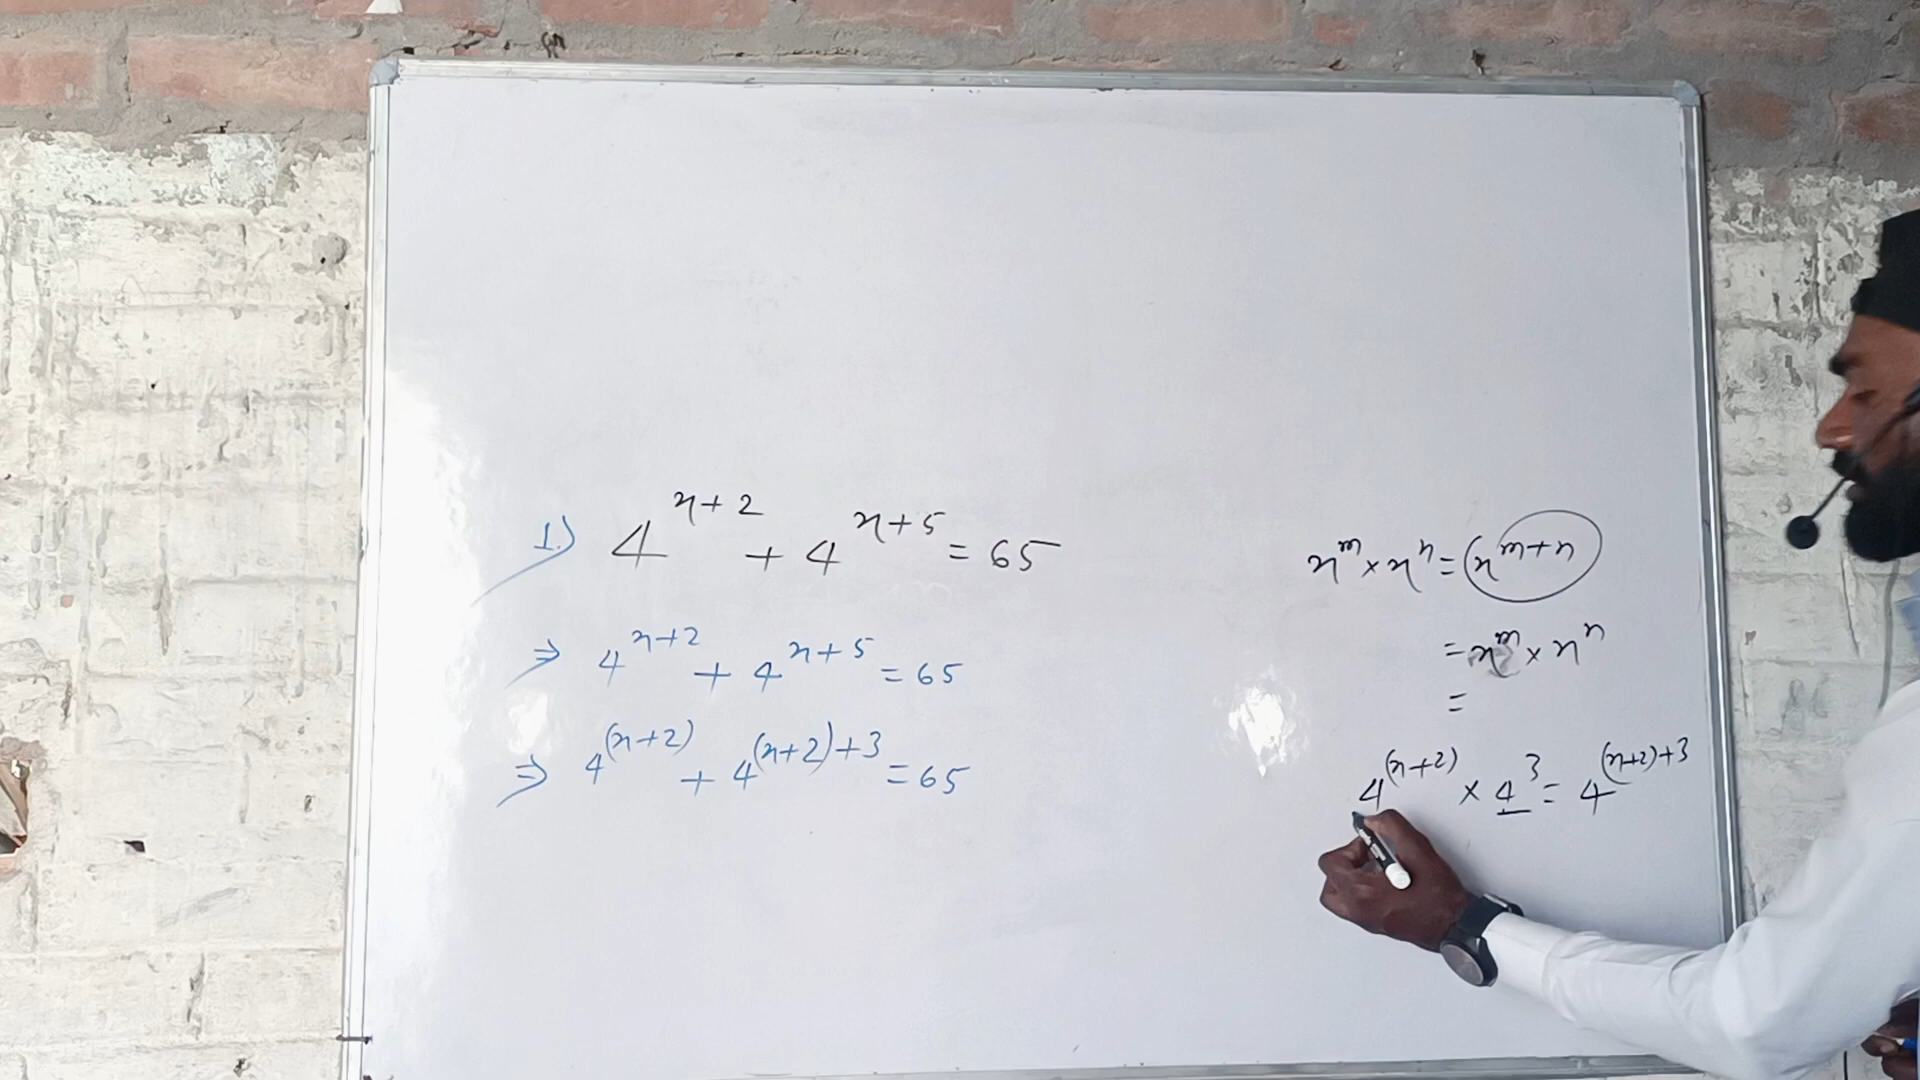 1.) 4^{x+2} + 4^{x+5} = 65
⇒ 4^{x+2} + 4^{x+5} = 65
⇒ 4^{(x+2)} + 4^{(x+2)+3} = 65
x^m × x^n = (x^{m+n}
= x^m × x^n
=
4^{(x+2)} × 4^3 = 4^{(x+2)+3}